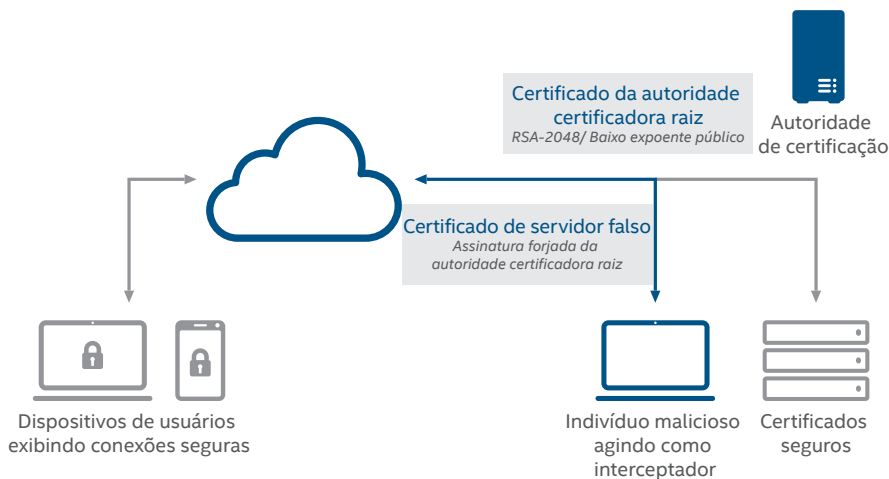 Certificado da autoridade
certificadora raiz
RSA-2048/ Baixo expoente público
Autoridade
de certificação
Certificado de servidor falso
Assinatura forjada da
autoridade certificadora raiz
Dispositivos de usuários
exibindo conexões seguras
Indivíduo malicioso
agindo como
interceptador
Certificados
seguros